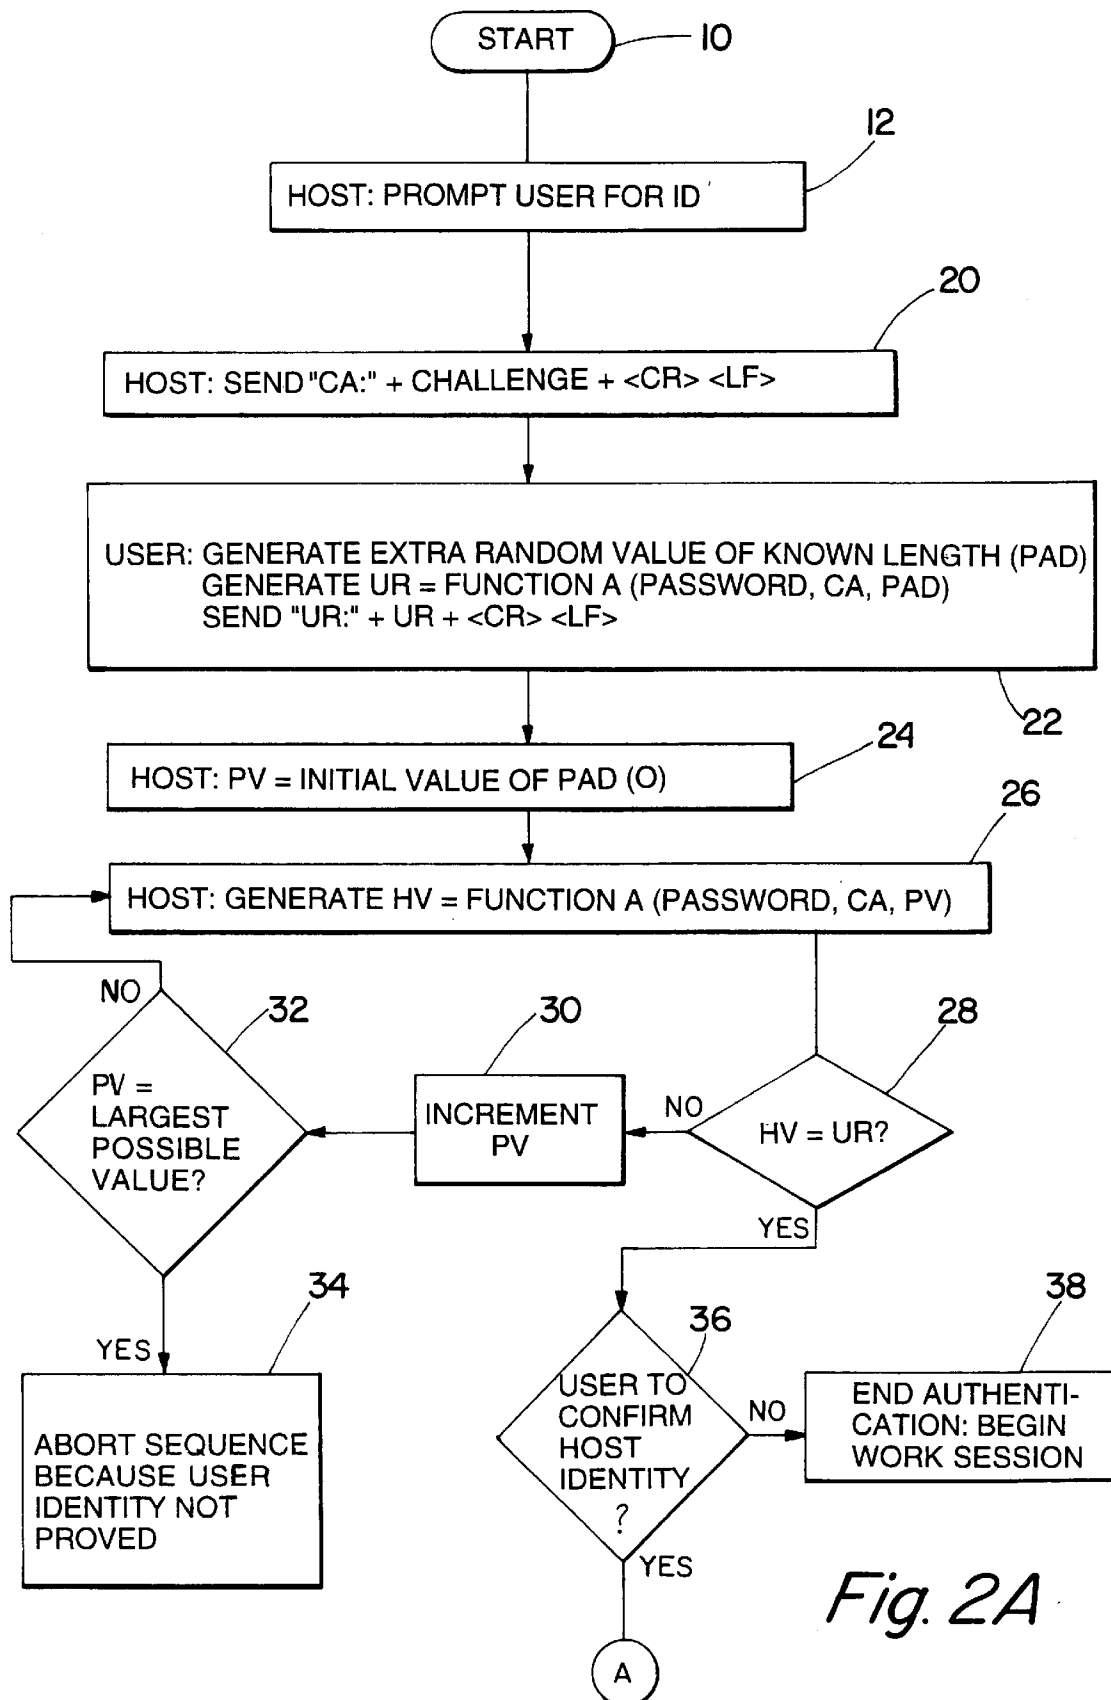 START
10
12
HOST: PROMPT USER FOR ID
20
HOST: SEND "CA:" + CHALLENGE + <CR> <LF>
USER: GENERATE EXTRA RANDOM VALUE OF KNOWN LENGTH (PAD)
GENERATE UR = FUNCTION A (PASSWORD, CA, PAD)
SEND "UR:" + UR + <CR> <LF>
22
24
HOST: PV = INITIAL VALUE OF PAD (O)
26
HOST: GENERATE HV = FUNCTION A (PASSWORD, CA, PV)
NO
32
30
28
PV =
LARGEST
POSSIBLE
VALUE?
INCREMENT
PV
NO
HV = UR?
YES
34
YES
36
38
ABORT SEQUENCE
BECAUSE USER
IDENTITY NOT
PROVED
USER TO
CONFIRM
HOST
IDENTITY
?
NO
END AUTHENTI-
CATION: BEGIN
WORK SESSION
YES
Fig. 2A
A